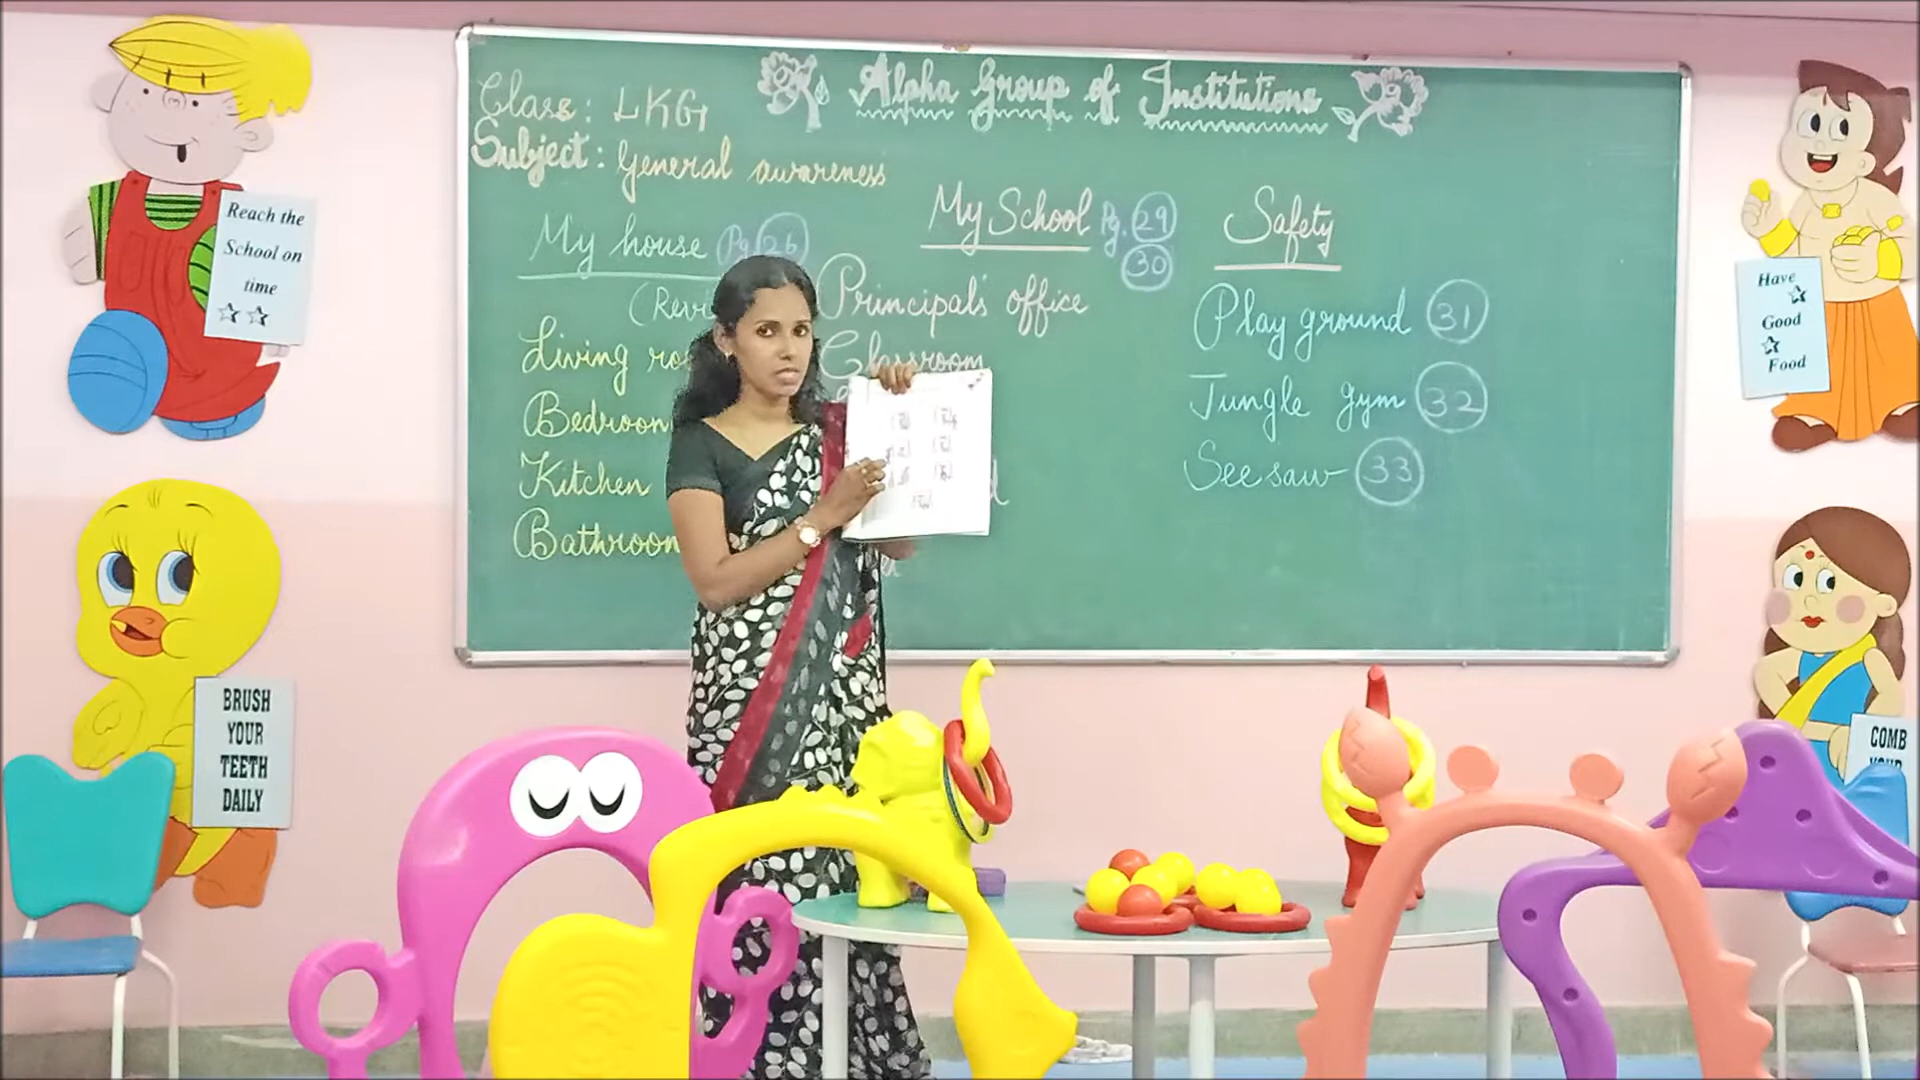 Alpha Group of Institutions
Class: LKG
Subject: General awareness
My house Pg. 26
Living
Bedroom
Kitchen
Bathroom
My School Pg. 29
30
Principal's office
Classroom
Safety
Play ground 31
Jungle gym 32
See saw 33
Reach the
School on
time
BRUSH
YOUR
TEETH
DAILY
Have
Good
Food
COMB
YOUR